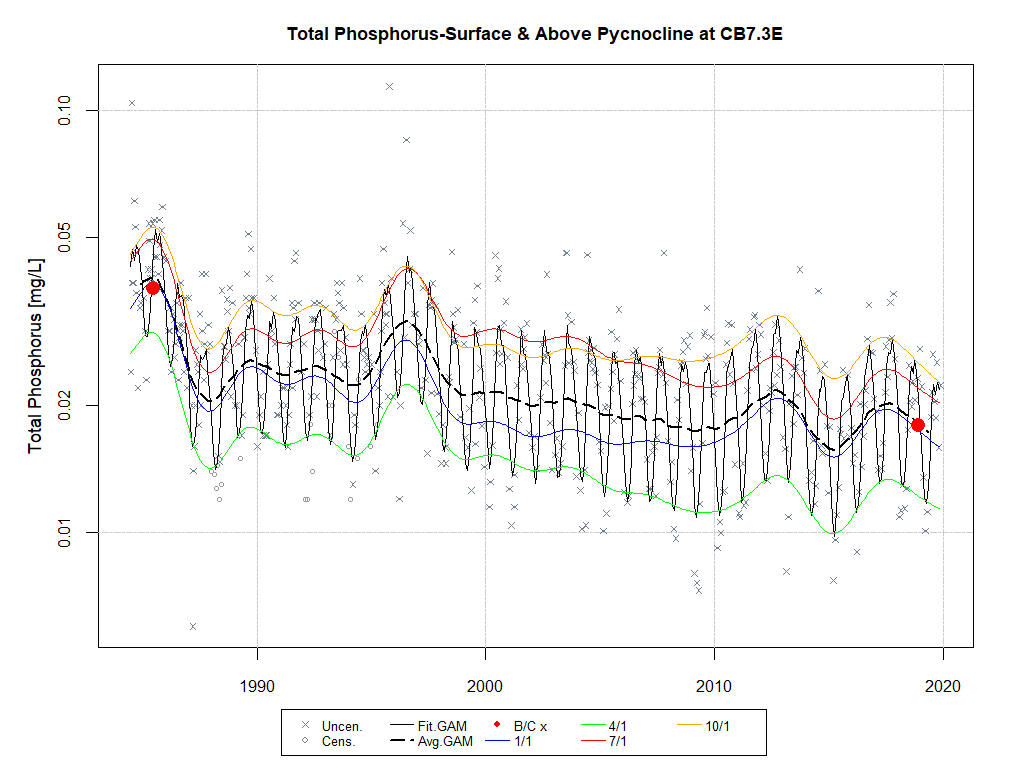 Total Phosphorus-Surface & Above Pycnocline at CB7.3E
Total Phosphorus [mg/L]
0.10
0.05
0.02
0.01
1990 2000 2010 2020
Uncen. Fit.GAM B/C x 4/1 10/1
Cens. Avg.GAM 1/1 7/1